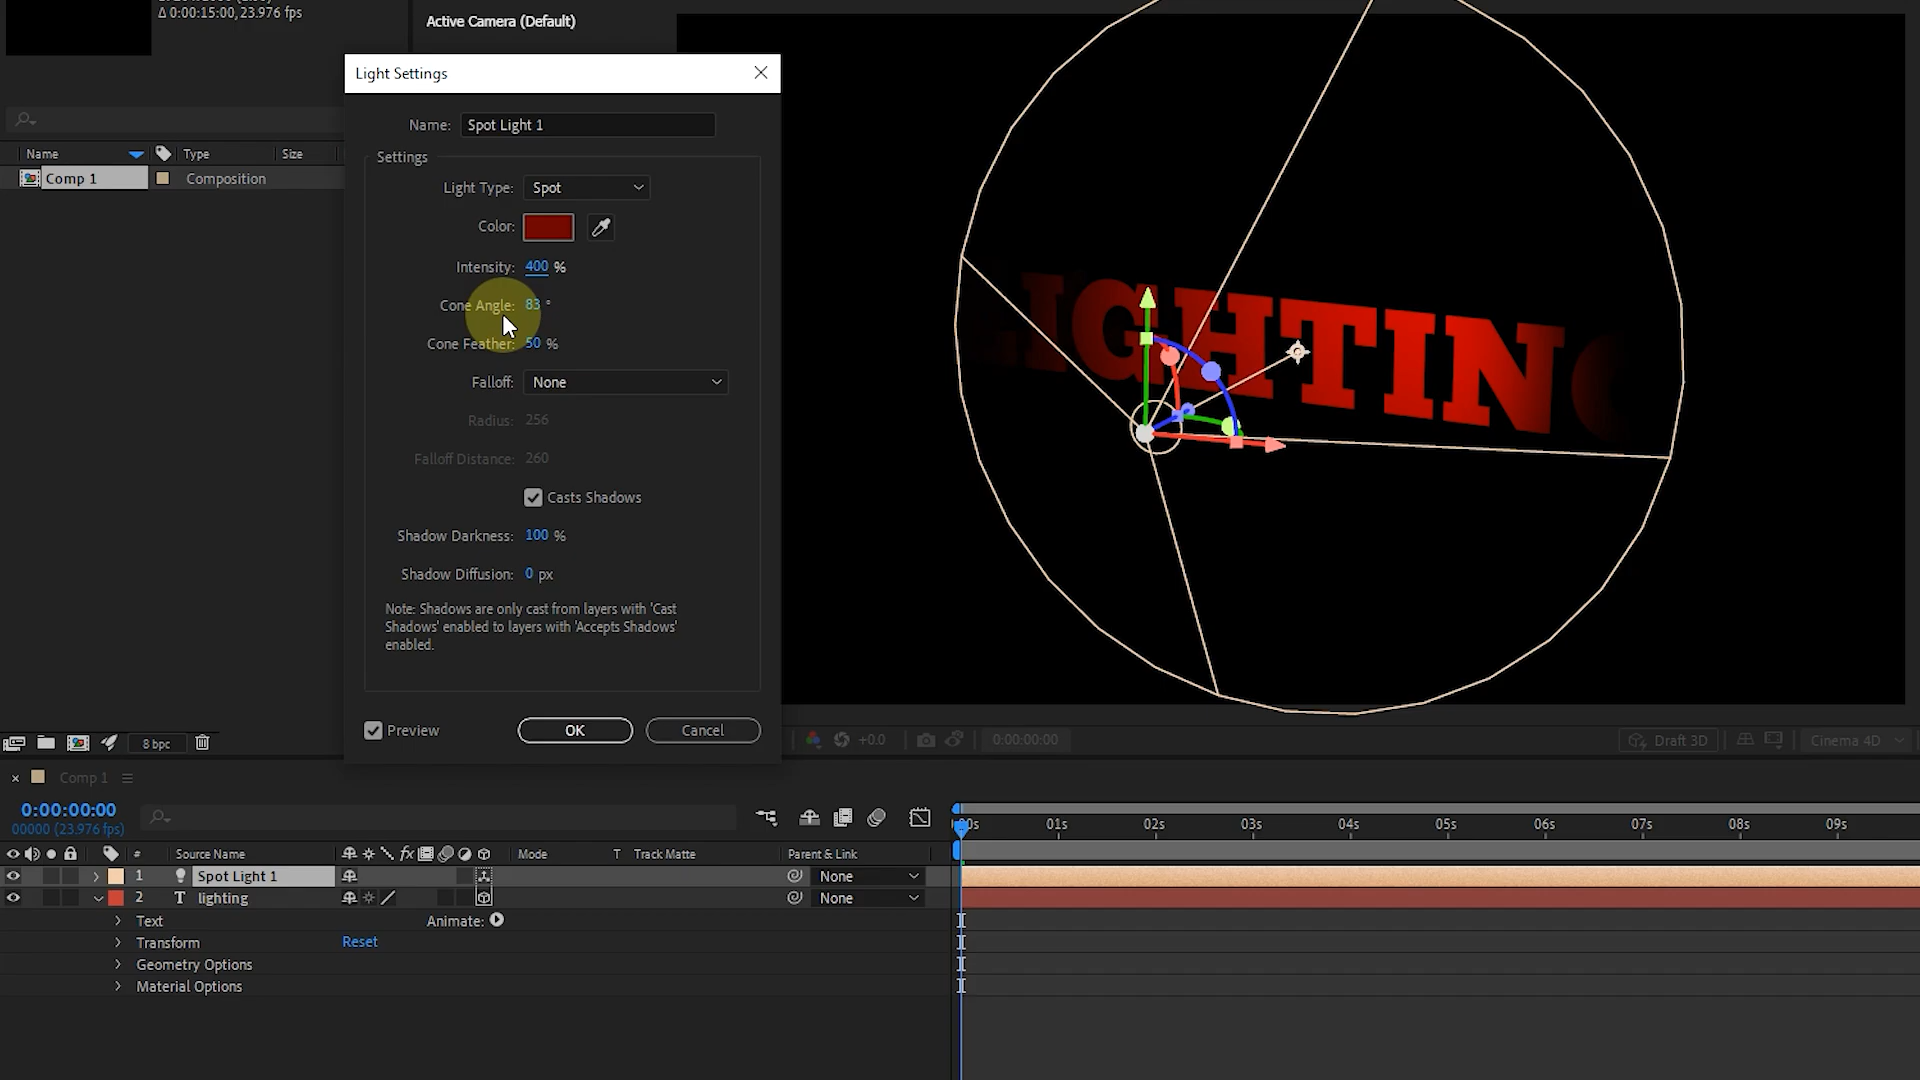 Δ 0:00:15:00, 23.976 fps
Active Camera (Default)
Light Settings
Name: Spot Light 1
Settings
Light Type: Spot
Color:
Intensity: 400 %
Cone Angle: 83 °
Cone Feather: 50 %
Falloff: None
Radius: 256
Falloff Distance: 260
Casts Shadows
Shadow Darkness: 100 %
Shadow Diffusion: 0 px
Note: Shadows are only cast from layers with 'Cast
Shadows' enabled to layers with 'Accepts Shadows'
enabled.
Preview
OK
Cancel
Name Type Size
Comp 1 Composition
LIGHTING
8 bpc
+0.0
0:00:00:00
Draft 3D
Cinema 4D
Comp 1
0:00:00:00
00000 (23.976 fps)
00s 01s 02s 03s 04s 05s 06s 07s 08s 09s
# Source Name fx Mode T Track Matte Parent & Link
1 Spot Light 1 None
2 T lighting None
Text Animate:
Transform Reset
Geometry Options
Material Options